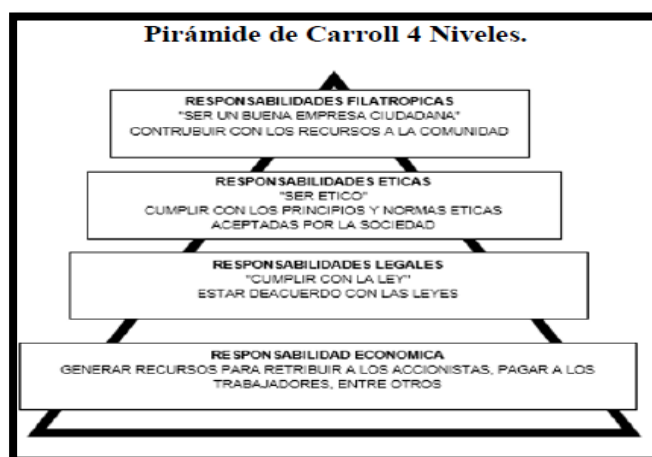 Pirámide de Carroll 4 Niveles.
RESPONSABILIDADES FILATROPICAS
"SER UN BUENA EMPRESA CIUDADANA"
CONTRUBUIR CON LOS RECURSOS A LA COMUNIDAD
RESPONSABILIDADES ETICAS
"SER ETICO"
CUMPLIR CON LOS PRINCIPIOS Y NORMAS ETICAS
ACEPTADAS POR LA SOCIEDAD
RESPONSABILIDADES LEGALES
"CUMPLIR CON LA LEY"
ESTAR DEACUERDO CON LAS LEYES
RESPONSABILIDAD ECONOMICA
GENERAR RECURSOS PARA RETRIBUIR A LOS ACCIONISTAS, PAGAR A LOS
TRABAJADORES, ENTRE OTROS